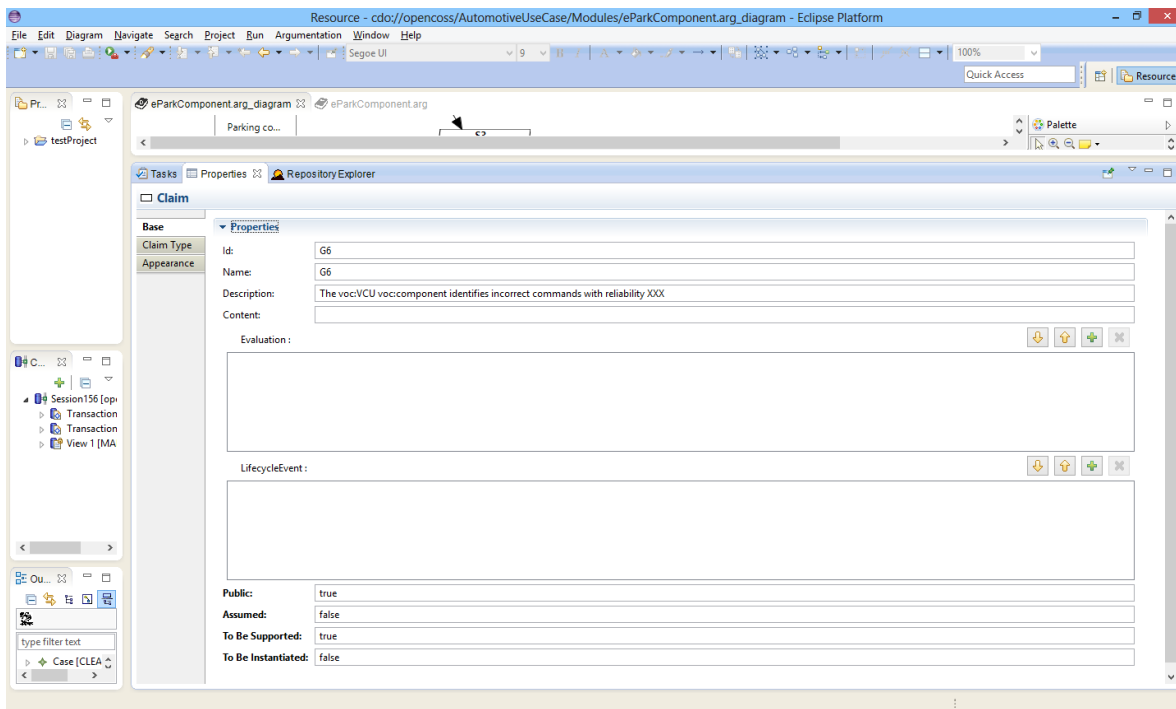 Resource - cdo://opencoss/AutomotiveUseCase/Modules/eParkComponent.arg_diagram - Eclipse Platform
File Edit Diagram Navigate Search Project Run Argumentation Window Help
Segoe UI 9 B I A 100%
Quick Access Resource
Pr...
testProject
eParkComponent.arg_diagram eParkComponent.arg
Parking co...
Palette
Tasks Properties Repository Explorer
Claim
Base
Claim Type
Appearance
Properties
Id: G6
Name: G6
Description: The voc:VCU voc:component identifies incorrect commands with reliability XXX
Content:
Evaluation :
LifecycleEvent :
Public: true
Assumed: false
To Be Supported: true
To Be Instantiated: false
C...
Session156 [op
Transaction
Transaction
View 1 [MA
Ou...
type filter text
Case [CLEA